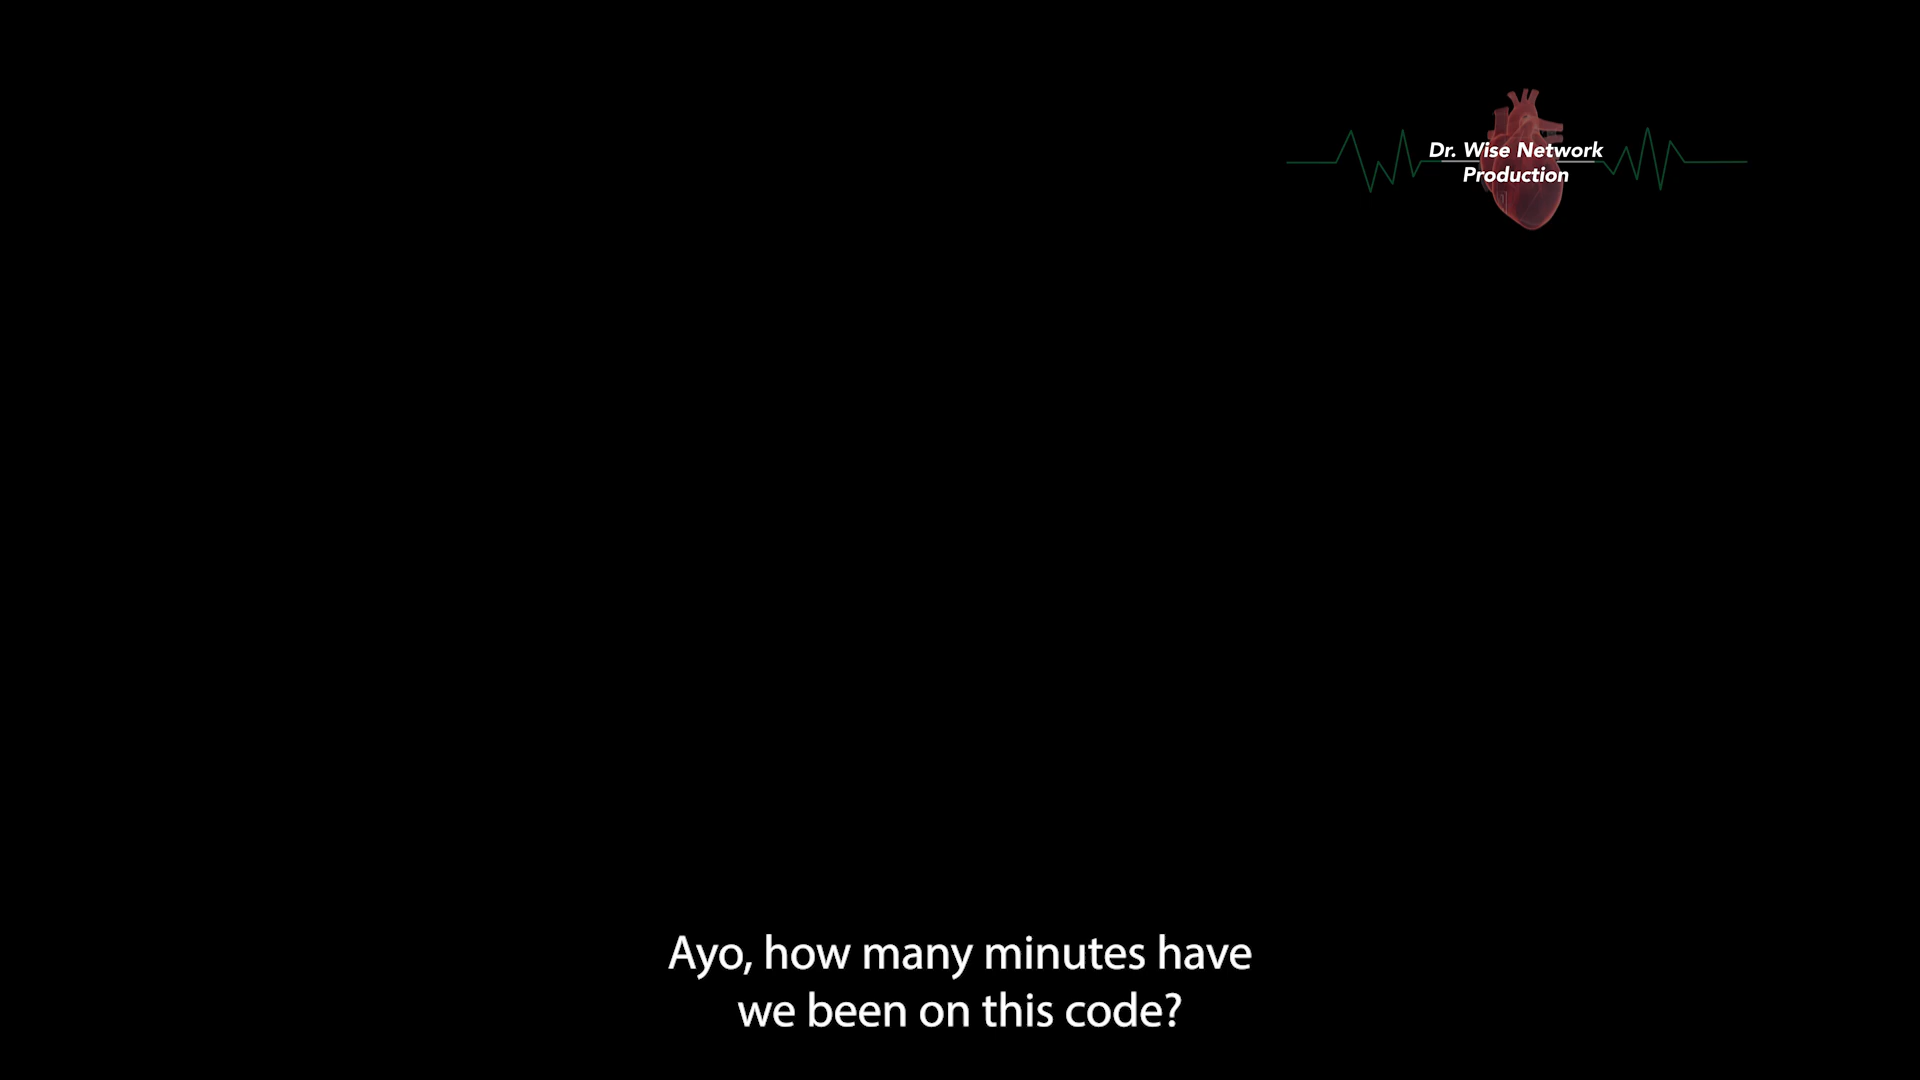 Dr. Wise Network
Production
Ayo, how many minutes have
we been on this code?